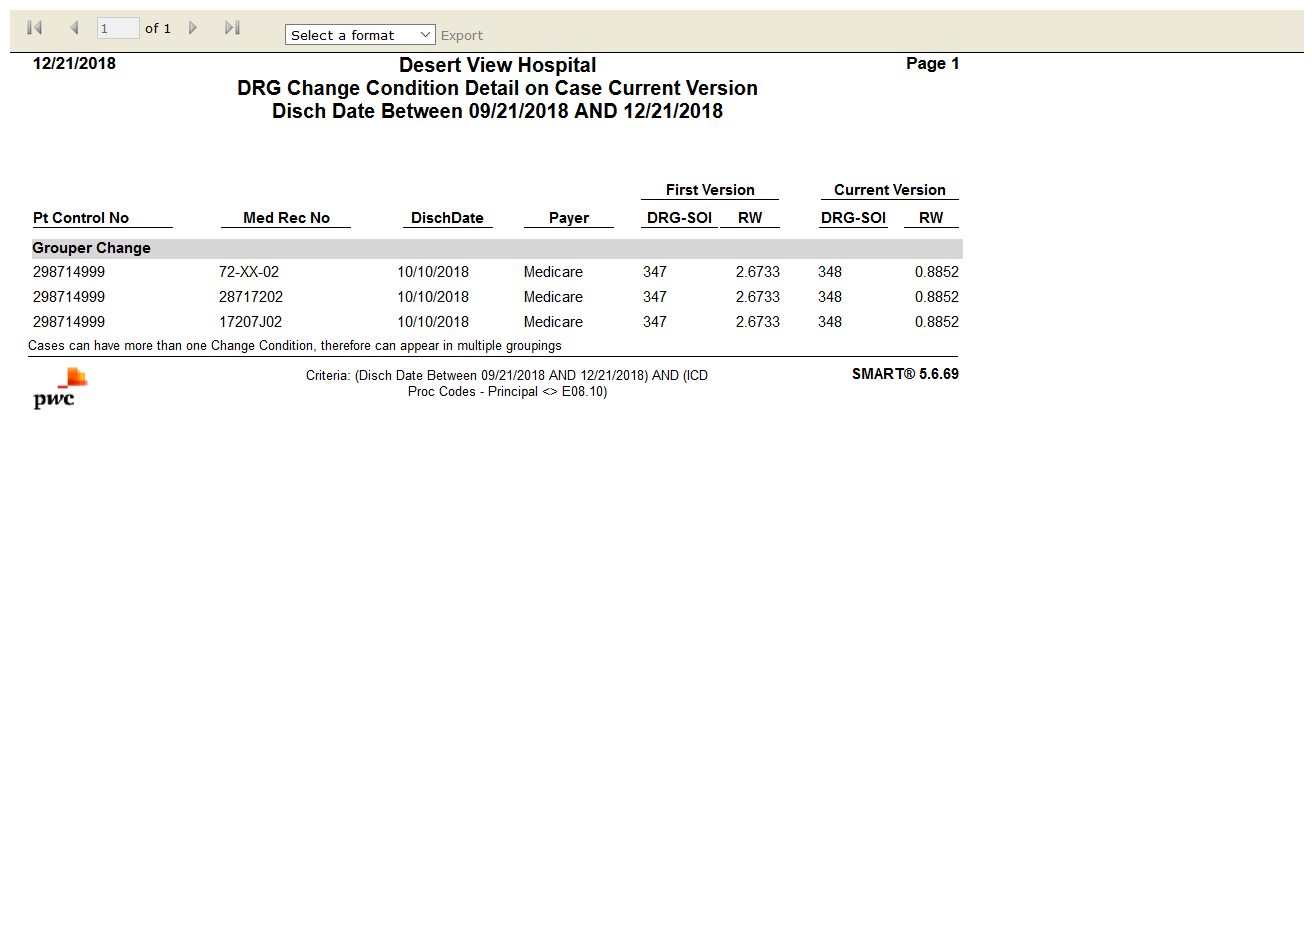 1 of 1
Select a format Export
12/21/2018 Desert View Hospital Page 1
DRG Change Condition Detail on Case Current Version
Disch Date Between 09/21/2018 AND 12/21/2018
First Version Current Version
Pt Control No Med Rec No DischDate Payer DRG-SOI RW DRG-SOI RW
Grouper Change
298714999 72-XX-02 10/10/2018 Medicare 347 2.6733 348 0.8852
298714999 28717202 10/10/2018 Medicare 347 2.6733 348 0.8852
298714999 17207J02 10/10/2018 Medicare 347 2.6733 348 0.8852
Cases can have more than one Change Condition, therefore can appear in multiple groupings
Criteria: (Disch Date Between 09/21/2018 AND 12/21/2018) AND (ICD SMART® 5.6.69
Proc Codes - Principal <> E08.10)
pwc